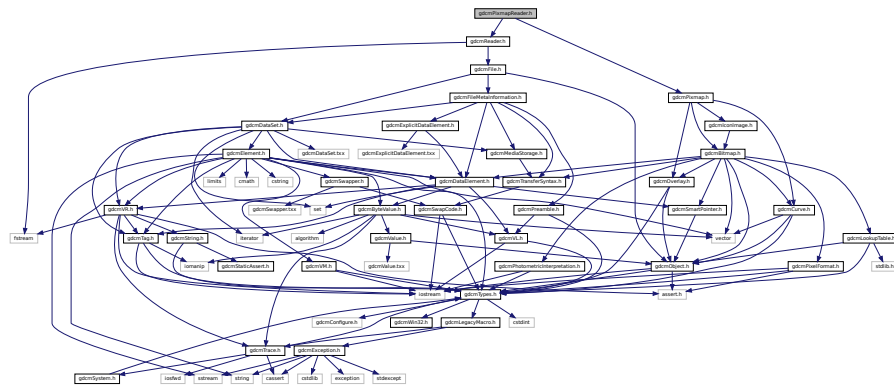 gdcmPixmapReader.h
gdcmReader.h
gdcmFile.h
gdcmFileMetaInformation.h
gdcmPixmap.h
gdcmDataSet.h
gdcmExplicitDataElement.h
gdcmIconImage.h
gdcmElement.h
gdcmDataSet.txx
gdcmExplicitDataElement.txx
gdcmMediaStorage.h
gdcmBitmap.h
limits
cmath
cstring
gdcmSwapper.h
gdcmDataElement.h
gdcmTransferSyntax.h
gdcmOverlay.h
gdcmVR.h
gdcmSwapper.txx
set
gdcmByteValue.h
gdcmSwapCode.h
gdcmPreamble.h
gdcmSmartPointer.h
gdcmCurve.h
fstream
gdcmTag.h
gdcmString.h
iterator
algorithm
gdcmValue.h
gdcmVL.h
vector
gdcmLookupTable.h
iomanip
gdcmStaticAssert.h
gdcmVM.h
gdcmValue.txx
gdcmPhotometricInterpretation.h
gdcmObject.h
gdcmPixelFormat.h
stdlib.h
iostream
gdcmTypes.h
assert.h
gdcmConfigure.h
gdcmWin32.h
gdcmLegacyMacro.h
cstdint
gdcmTrace.h
gdcmException.h
gdcmSystem.h
iosfwd
sstream
string
cassert
cstdlib
exception
stdexcept